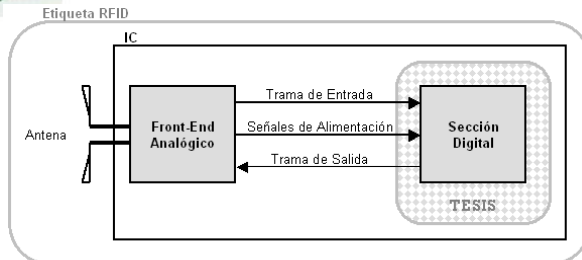 Etiqueta RFID
IC
Antena
Front-End
Analógico
Trama de Entrada
Señales de Alimentación
Trama de Salida
Sección
Digital
TESIS